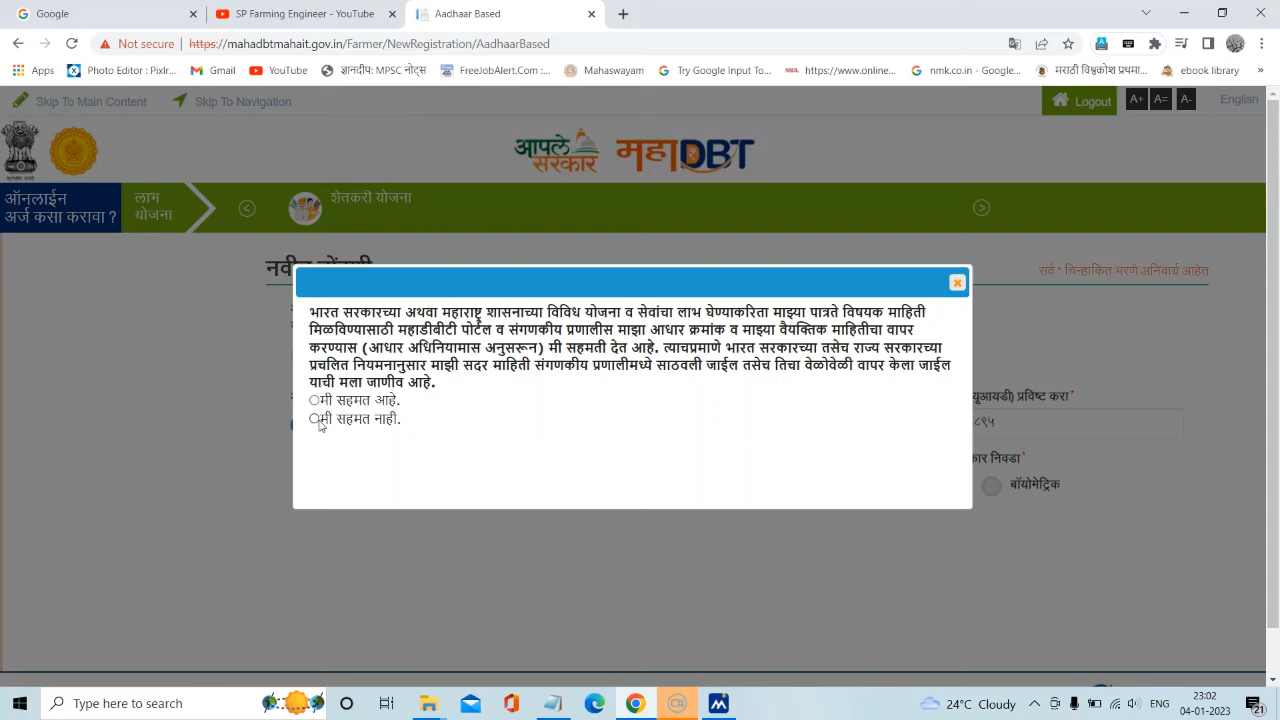 Google
SP Farming Engineer - YouTube
Aadhaar Based
Not secure
https://mahadbtmahait.gov.in/Farmer/NewRegistration/AadhaarBased
Apps
Photo Editor : Pixlr...
Gmail
YouTube
ज्ञानदीप: MPSC नोट्स
FreeJobAlert.Com :...
Mahaswayam
Try Google Input To...
NSDL
https://www.online...
nmk.co.in - Google...
मराठी विश्वकोश प्रथमा...
ebook library
»
Skip To Main Content
Skip To Navigation
Logout
A+
A=
A-
English
आपले
सरकार
महाDBT
ऑनलाईन
अर्ज कसा करावा ?
लाभ
योजना
शेतकरी योजना
सर्व * चिन्हांकित भरणे अनिवार्य आहेत
भारत सरकारच्या अथवा महाराष्ट्र शासनाच्या विविध योजना व सेवांचा लाभ घेण्याकरिता माझ्या पात्रते विषयक माहिती
मिळविण्यासाठी महाडीबीटी पोर्टल व संगणकीय प्रणालीस माझा आधार क्रमांक व माझ्या वैयक्तिक माहितीचा वापर
करण्यास (आधार अधिनियामास अनुसरून) मी सहमती देत आहे. त्याचप्रमाणे भारत सरकारच्या तसेच राज्य सरकारच्या
प्रचलित नियमनानुसार माझी सदर माहिती संगणकीय प्रणालीमध्ये साठवली जाईल तसेच तिचा वेळोवेळी वापर केला जाईल
याची मला जाणीव आहे.
मी सहमत आहे.
मी सहमत नाही.
यूआयडी) प्रविष्ट करा *
८९५
निवडा *
बॉयोमेट्रिक
Type here to search
24°C Cloudy
ENG
23:02
04-01-2023
21